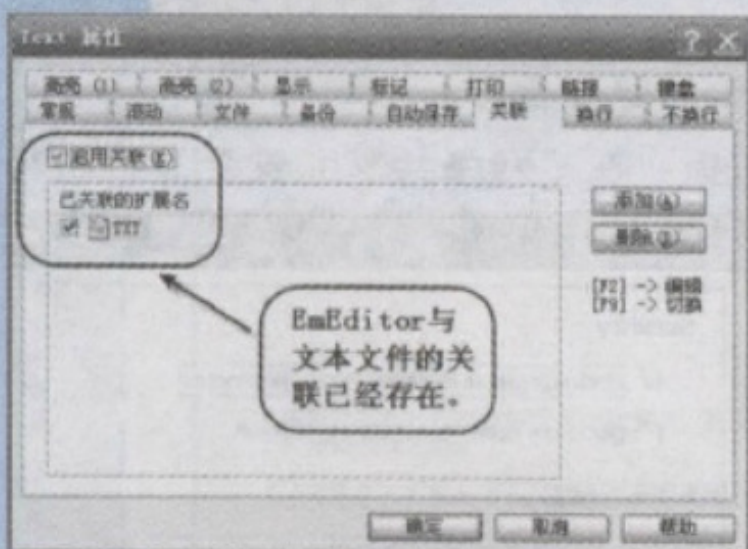 Text 属性
高亮 (1) 高亮 (2) 显示 标记 打印 链接 键盘
常规 滚动 文件 备份 自动保存 关联 换行 不换行
启用关联(E)
已关联的扩展名
TXT
添加(A)
删除(D)
[F2] -> 编辑
[F9] -> 切换
EmEditor与
文本文件的关
联已经存在。
确定 取消 帮助